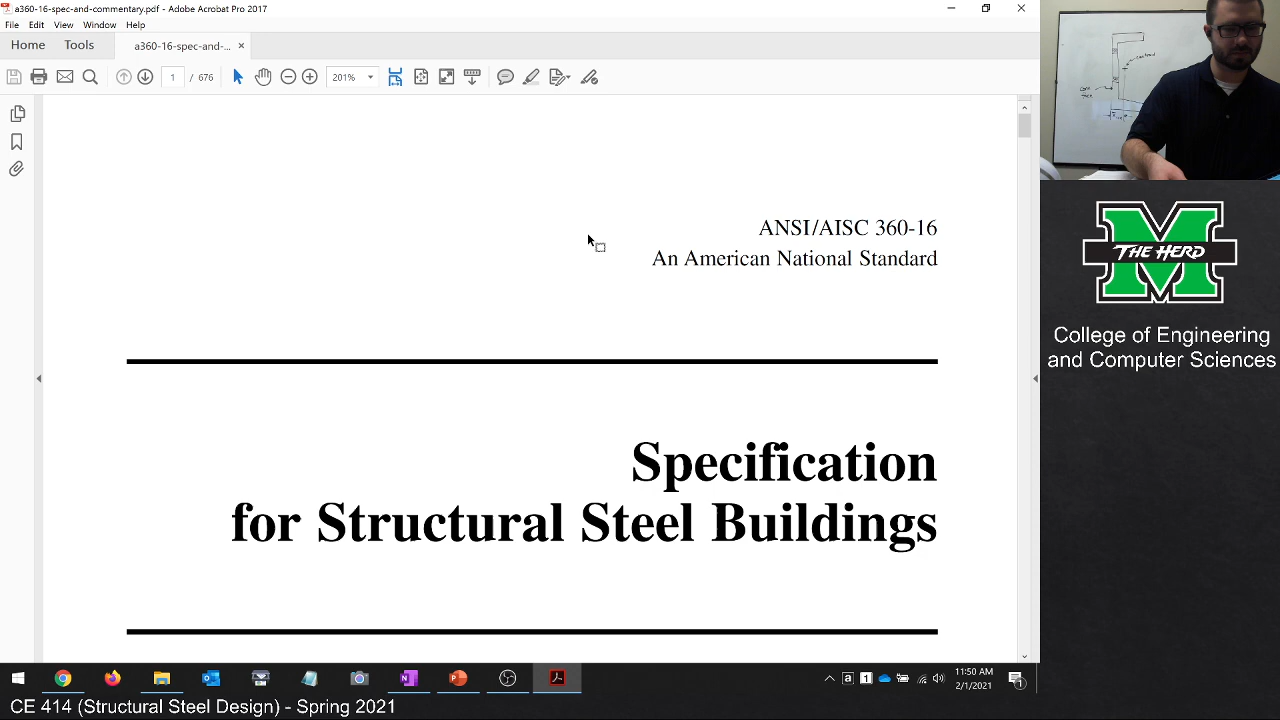 a360-16-spec-and-commentary.pdf - Adobe Acrobat Pro 2017
File Edit View Window Help
Home Tools a360-16-spec-and-... ×
1 / 676 201%
ANSI/AISC 360-16
An American National Standard
Specification
for Structural Steel Buildings
THE HERD
College of Engineering
and Computer Sciences
11:50 AM
2/1/2021
CE 414 (Structural Steel Design) - Spring 2021